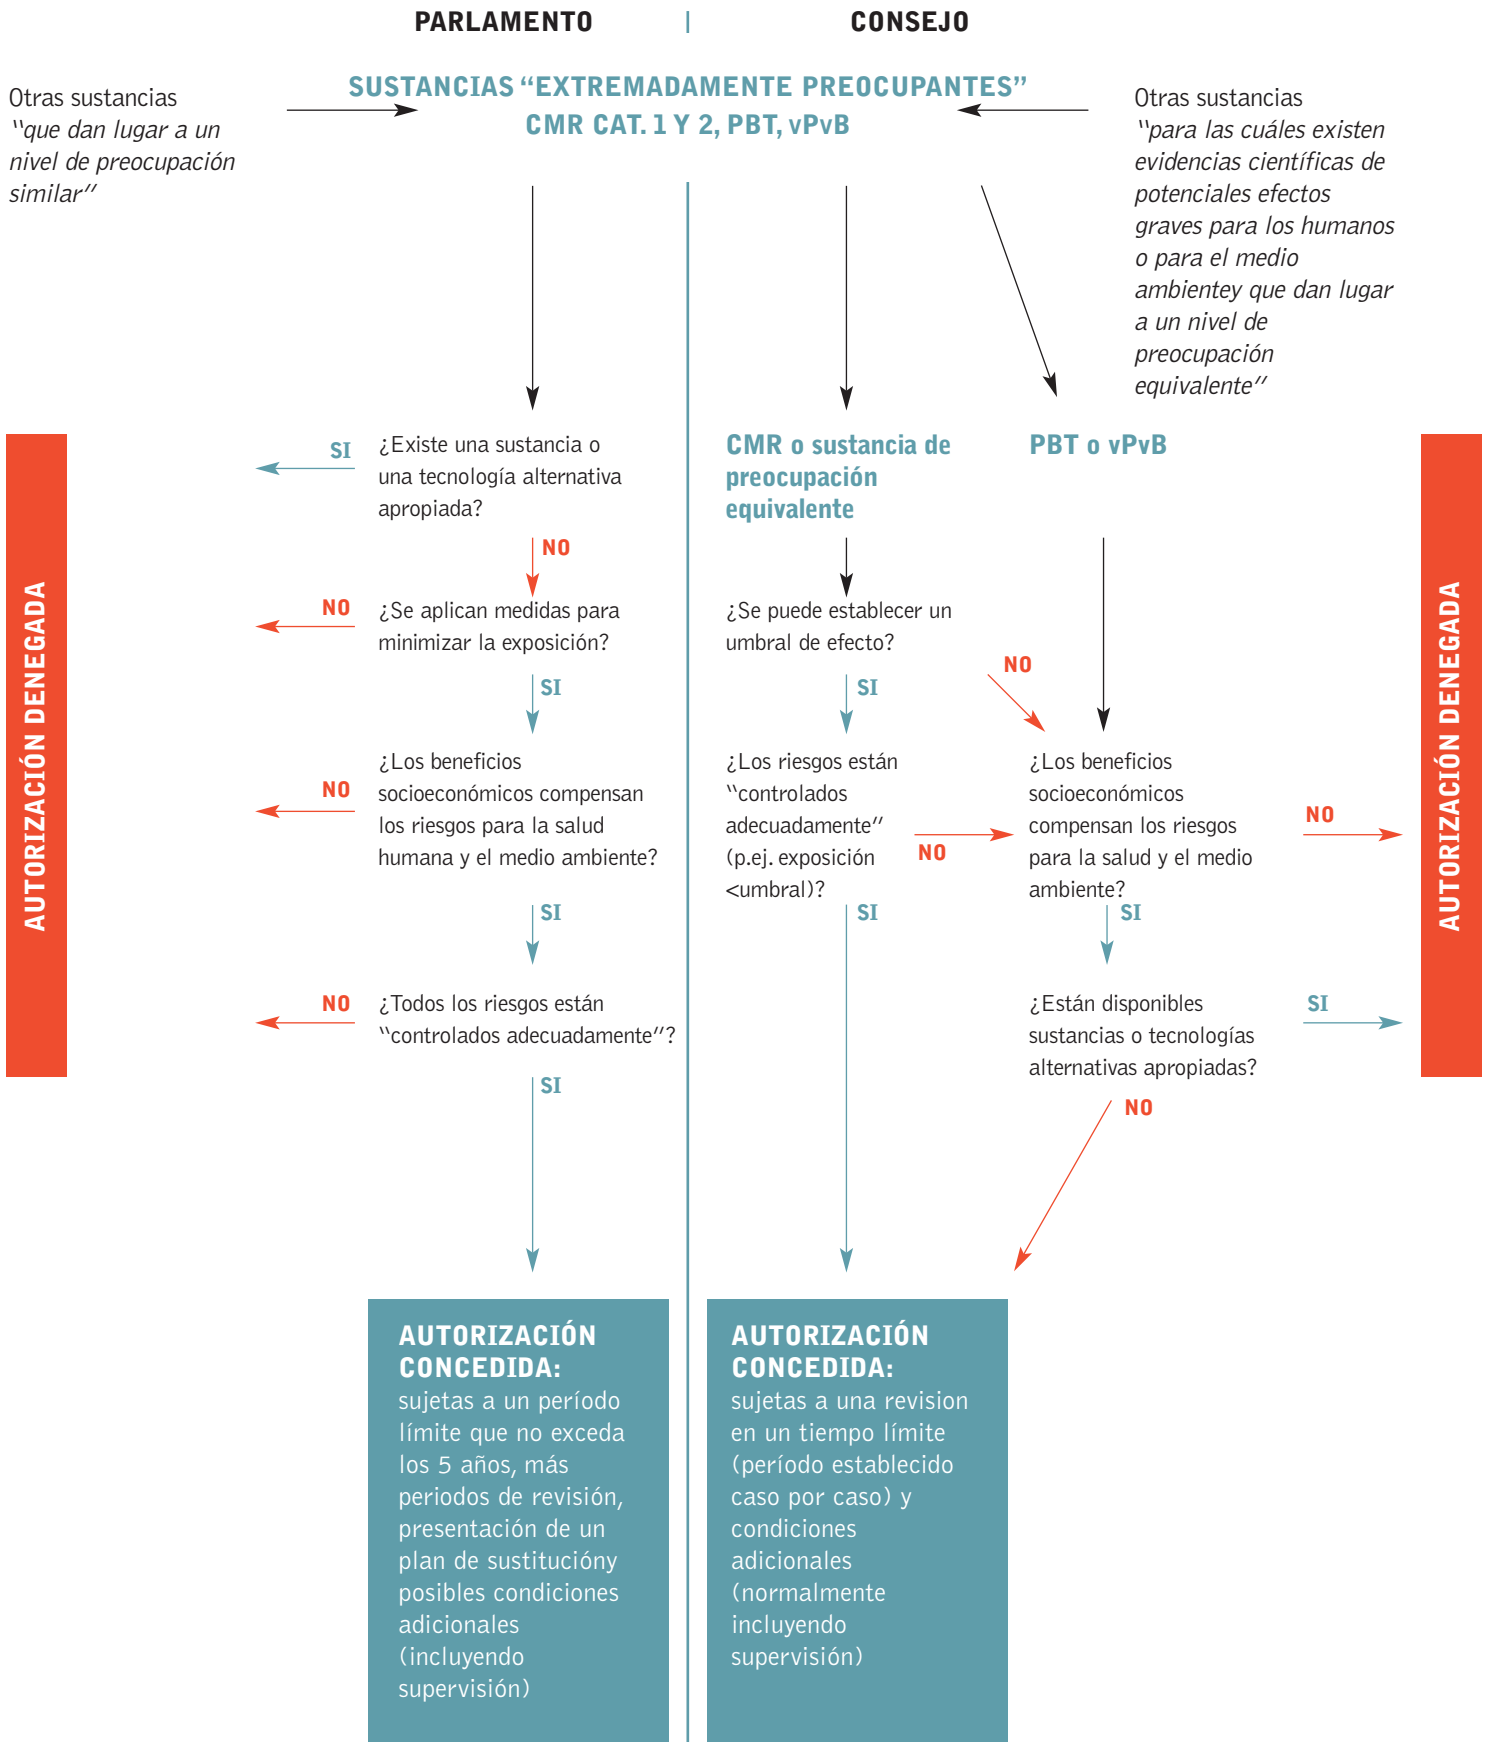 PARLAMENTO | CONSEJO
SUSTANCIAS “EXTREMADAMENTE PREOCUPANTES”
CMR CAT. 1 Y 2, PBT, vPvB
Otras sustancias
“que dan lugar a un
nivel de preocupación
similar”
Otras sustancias
“para las cuáles existen
evidencias científicas de
potenciales efectos
graves para los humanos
o para el medio
ambientey que dan lugar
a un nivel de
preocupación
equivalente”
AUTORIZACIÓN DENEGADA
SI
¿Existe una sustancia o
una tecnología alternativa
apropiada?
NO
NO
¿Se aplican medidas para
minimizar la exposición?
SI
NO
¿Los beneficios
socioeconómicos compensan
los riesgos para la salud
humana y el medio ambiente?
SI
NO
¿Todos los riesgos están
“controlados adecuadamente”?
SI
AUTORIZACIÓN
CONCEDIDA:
sujetas a un período
límite que no exceda
los 5 años, más
periodos de revisión,
presentación de un
plan de sustitucióny
posibles condiciones
adicionales
(incluyendo
supervisión)
CMR o sustancia de
preocupación
equivalente
¿Se puede establecer un
umbral de efecto?
NO
SI
¿Los riesgos están
“controlados
adecuadamente”
(p.ej. exposición
<umbral)?
NO
SI
PBT o vPvB
¿Los beneficios
socioeconómicos
compensan los riesgos
para la salud y el medio
ambiente?
NO
SI
¿Están disponibles
sustancias o tecnologías
alternativas apropiadas?
SI
NO
AUTORIZACIÓN DENEGADA
AUTORIZACIÓN
CONCEDIDA:
sujetas a una revision
en un tiempo límite
(período establecido
caso por caso) y
condiciones
adicionales
(normalmente
incluyendo
supervisión)